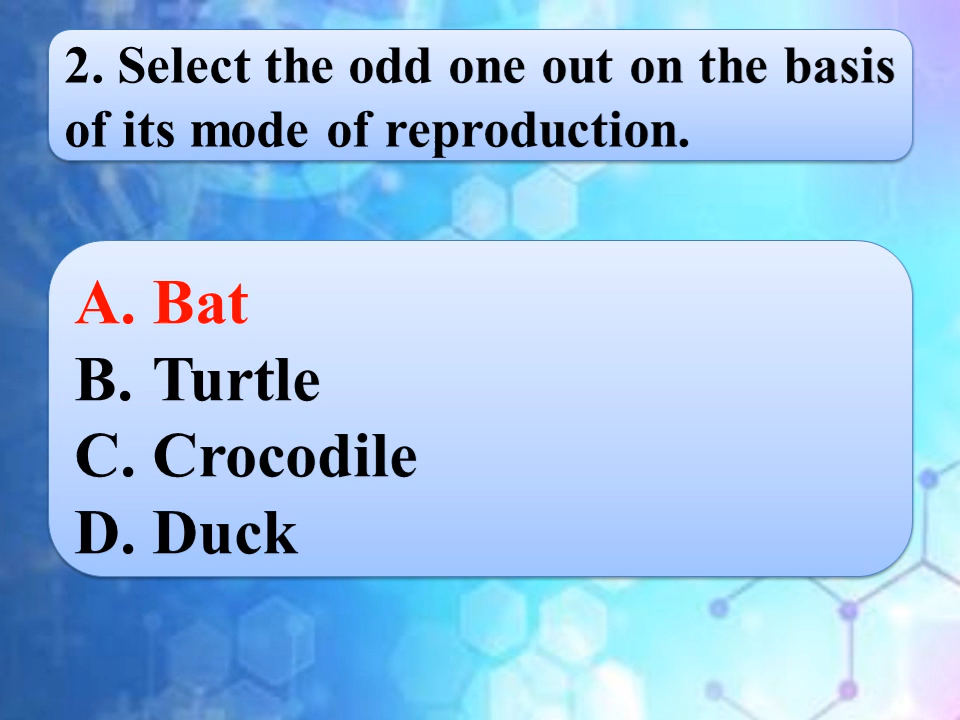 2. Select the odd one out on the basis
of its mode of reproduction.
A. Bat
B. Turtle
C. Crocodile
D. Duck